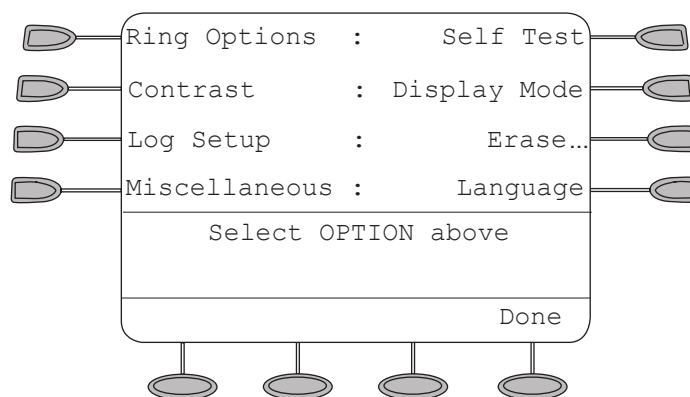 Ring Options : Self Test
Contrast : Display Mode
Log Setup : Erase…
Miscellaneous : Language
Select OPTION above
Done